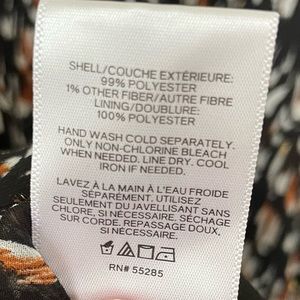 SHELL/COUCHE EXTÉRIEURE:
99% POLYESTER
1% OTHER FIBER/AUTRE FIBRE
LINING/DOUBLURE:
100% POLYESTER
HAND WASH COLD SEPARATELY.
ONLY NON-CHLORINE BLEACH
WHEN NEEDED. LINE DRY. COOL
IRON IF NEEDED.
LAVEZ À LA MAIN À L'EAU FROIDE
SÉPAREMENT. UTILISEZ
SEULEMENT DU JAVELLISANT SANS
CHLORE, SI NÉCESSAIRE. SÉCHAGE
SUR CORDE. REPASSAGE DOUX,
SI NÉCESSAIRE.
RN# 55285